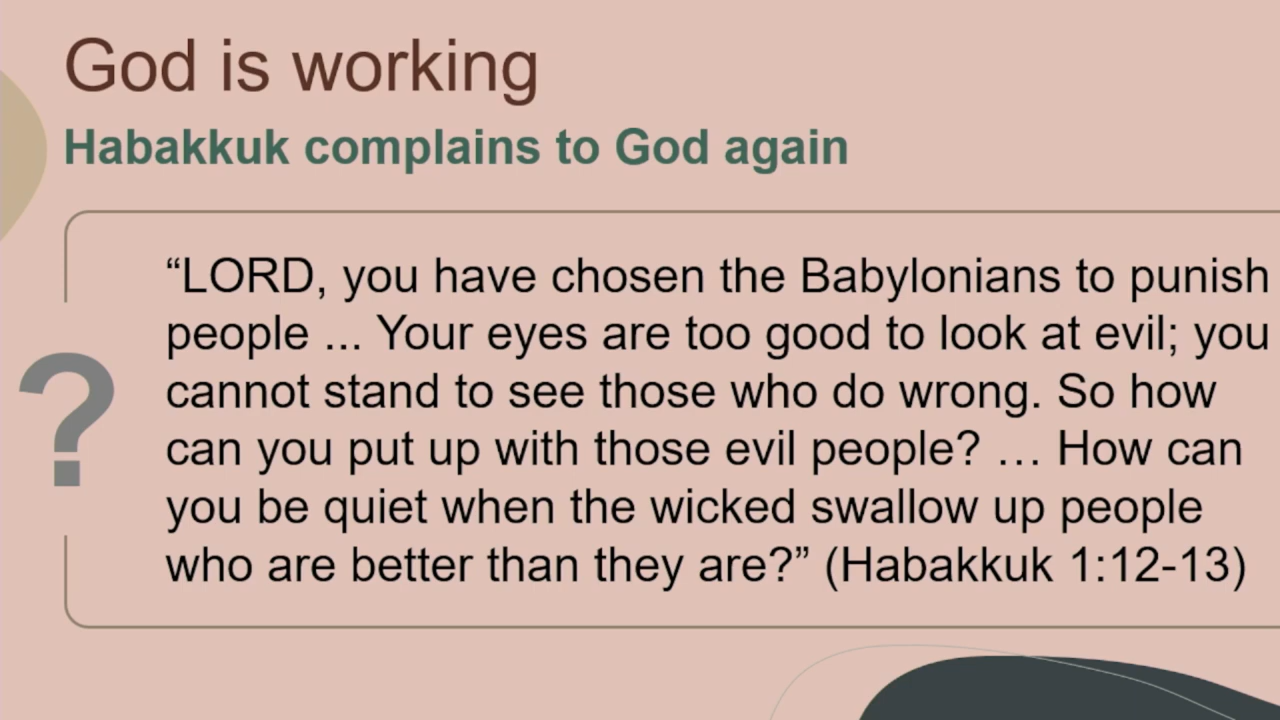 God is working
Habakkuk complains to God again
“LORD, you have chosen the Babylonians to punish
people ... Your eyes are too good to look at evil; you
cannot stand to see those who do wrong. So how
can you put up with those evil people? … How can
you be quiet when the wicked swallow up people
who are better than they are?” (Habakkuk 1:12-13)
?